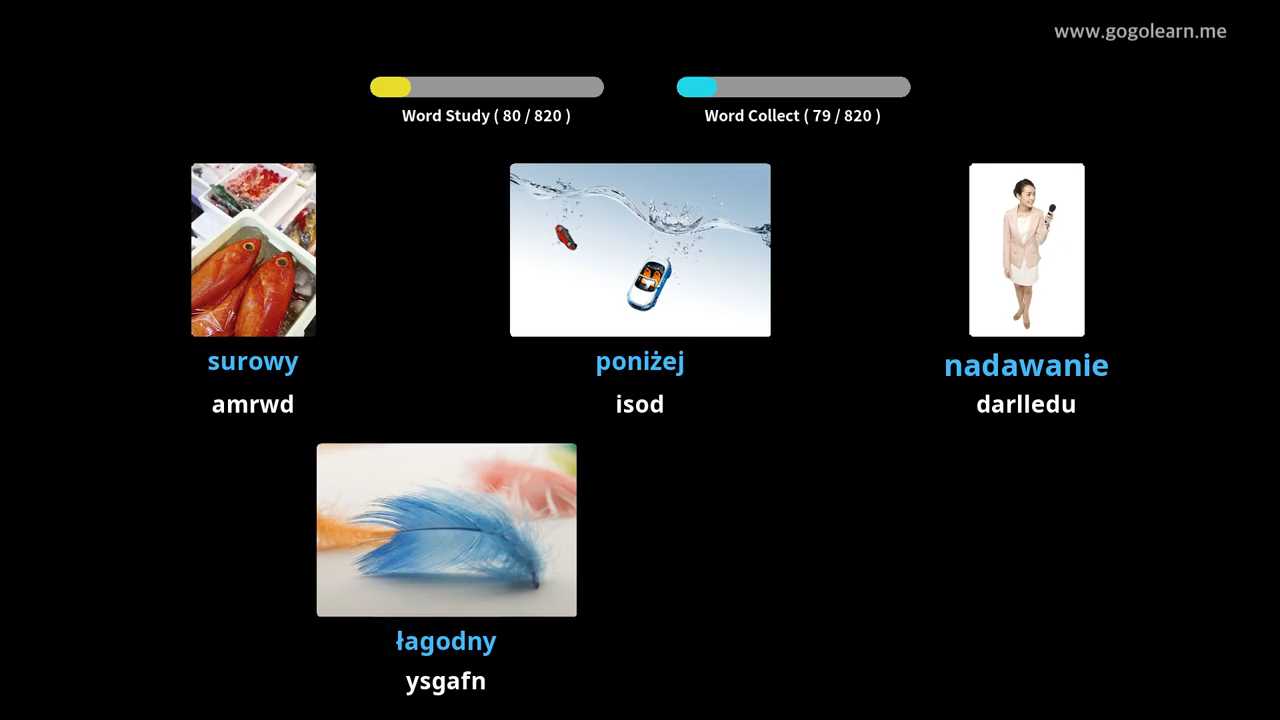 www.gogolearn.me
Word Study ( 80 / 820 )
Word Collect ( 79 / 820 )
surowy
poniżej
nadawanie
amrwd
isod
darlledu
łagodny
ysgafn